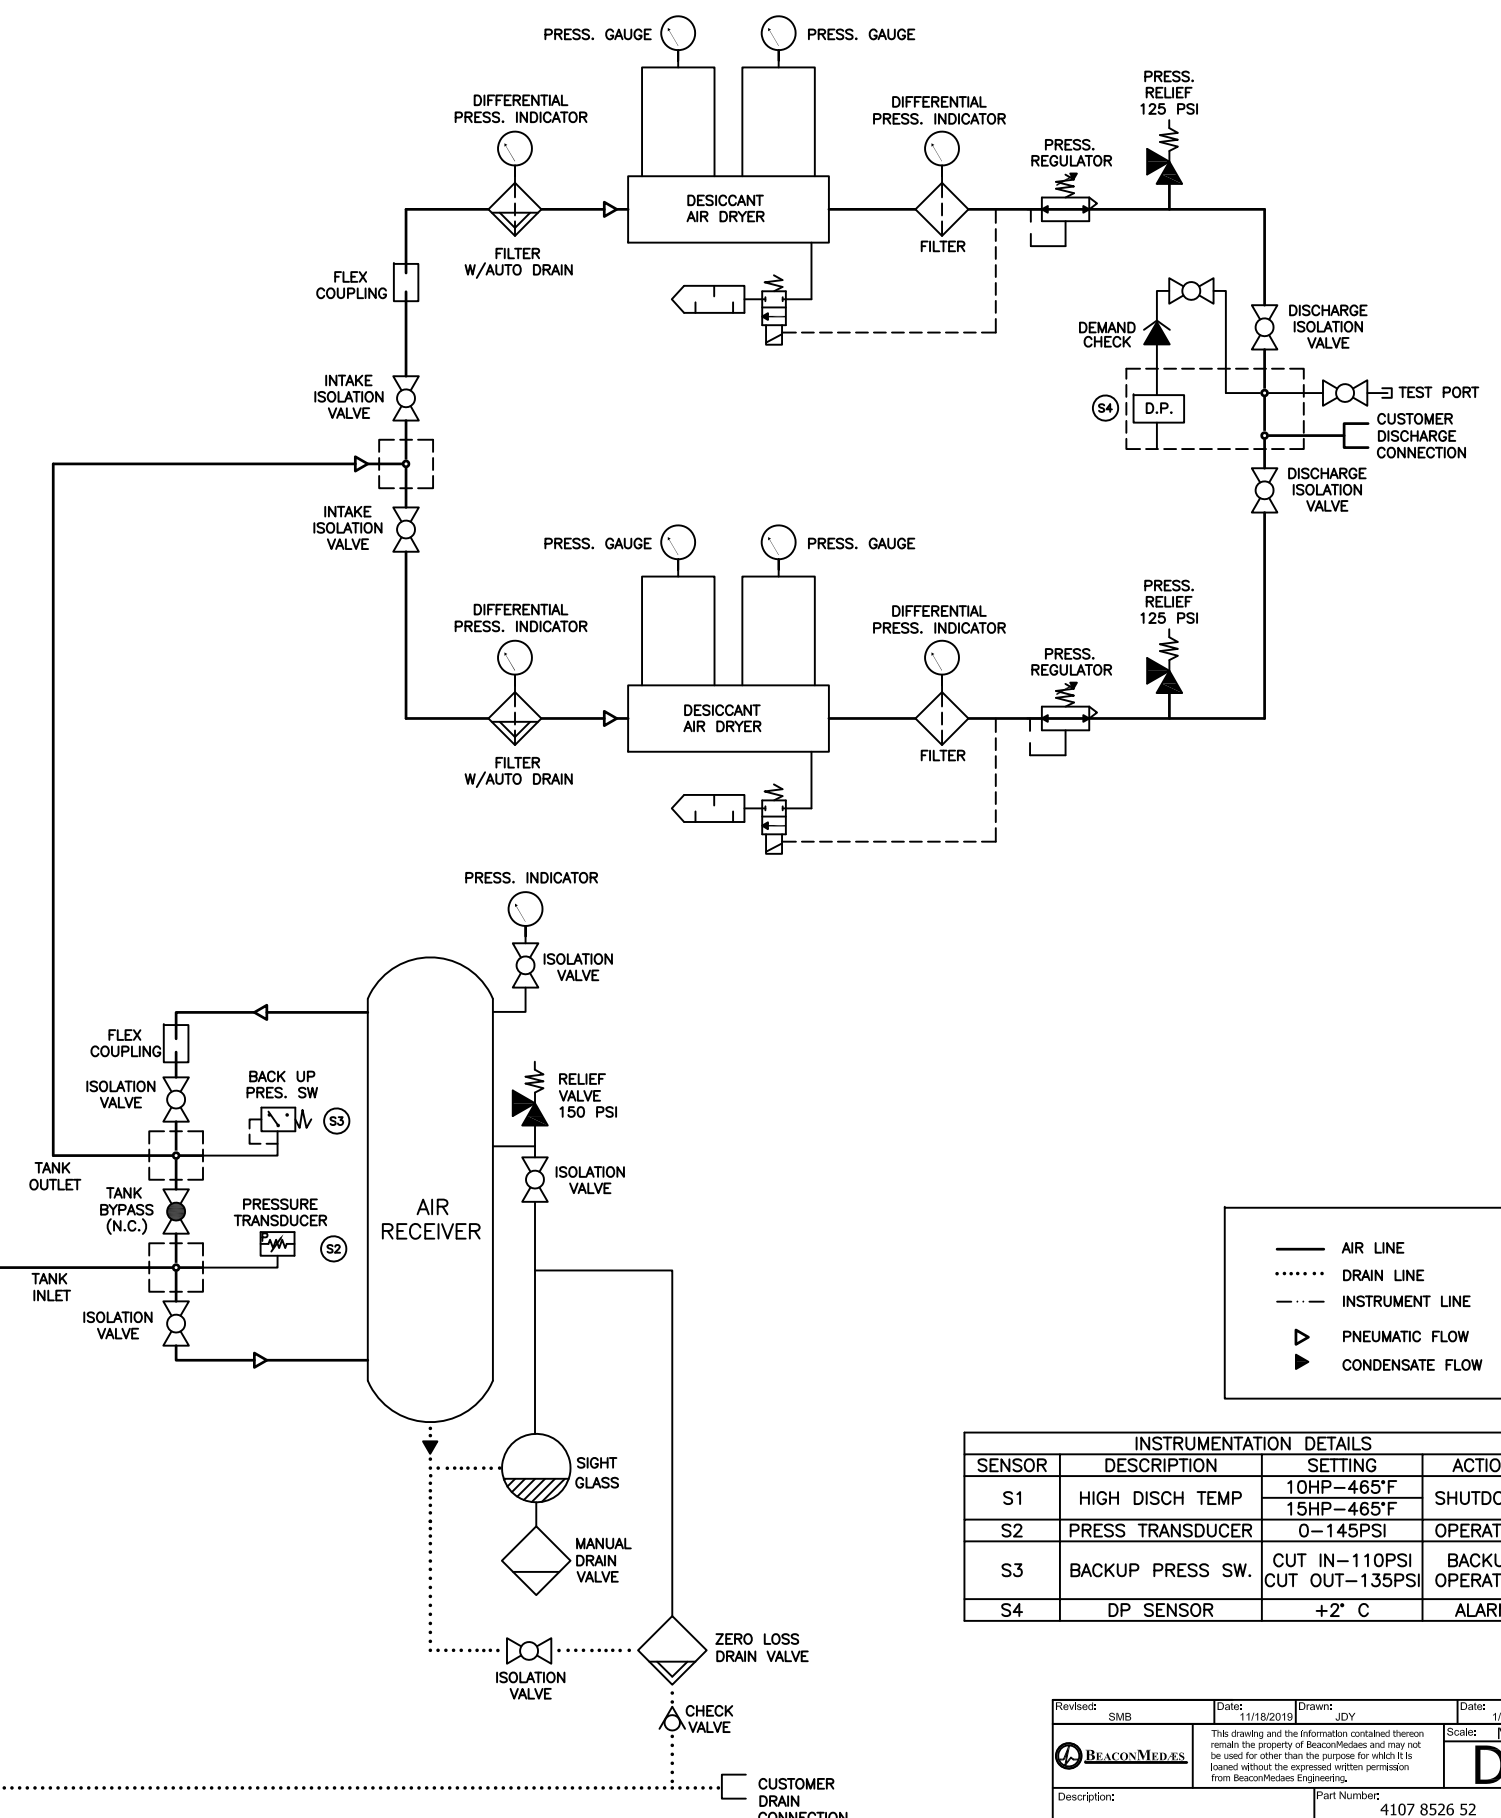 PRESS. GAUGE
PRESS. GAUGE
DIFFERENTIAL
PRESS. INDICATOR
DIFFERENTIAL
PRESS. INDICATOR
PRESS.
RELIEF
125 PSI
PRESS.
REGULATOR
DESICCANT
AIR DRYER
FILTER
W/AUTO DRAIN
FILTER
FLEX
COUPLING
DEMAND
CHECK
DISCHARGE
ISOLATION
VALVE
INTAKE
ISOLATION
VALVE
S4
D.P.
TEST PORT
CUSTOMER
DISCHARGE
CONNECTION
DISCHARGE
ISOLATION
VALVE
INTAKE
ISOLATION
VALVE
PRESS. GAUGE
PRESS. GAUGE
DIFFERENTIAL
PRESS. INDICATOR
DIFFERENTIAL
PRESS. INDICATOR
PRESS.
RELIEF
125 PSI
PRESS.
REGULATOR
DESICCANT
AIR DRYER
FILTER
W/AUTO DRAIN
FILTER
PRESS. INDICATOR
ISOLATION
VALVE
FLEX
COUPLING
ISOLATION
VALVE
BACK UP
PRES. SW
S3
RELIEF
VALVE
150 PSI
TANK
OUTLET
ISOLATION
VALVE
TANK
BYPASS
(N.C.)
PRESSURE
TRANSDUCER
P
S2
AIR
RECEIVER
TANK
INLET
ISOLATION
VALVE
AIR LINE
DRAIN LINE
INSTRUMENT LINE
PNEUMATIC FLOW
CONDENSATE FLOW
SIGHT
GLASS
MANUAL
DRAIN
VALVE
ZERO LOSS
DRAIN VALVE
ISOLATION
VALVE
CHECK
VALVE
CUSTOMER
DRAIN
CONNECTION
INSTRUMENTATION DETAILS
SENSOR DESCRIPTION SETTING ACTIO
S1 HIGH DISCH TEMP 10HP-465°F SHUTDO
15HP-465°F
S2 PRESS TRANSDUCER 0-145PSI OPERAT
S3 BACKUP PRESS SW. CUT IN-110PSI BACKU
CUT OUT-135PSI OPERAT
S4 DP SENSOR +2° C ALAR
Revised: SMB Date: 11/18/2019 Drawn: JDY Date: 1/
BEACONMEDÆS
This drawing and the information contained thereon
remain the property of BeaconMedaes and may not
be used for other than the purpose for which it is
loaned without the expressed written permission
from BeaconMedaes Engineering.
Scale:
D
Description:
Part Number:
4107 8526 52